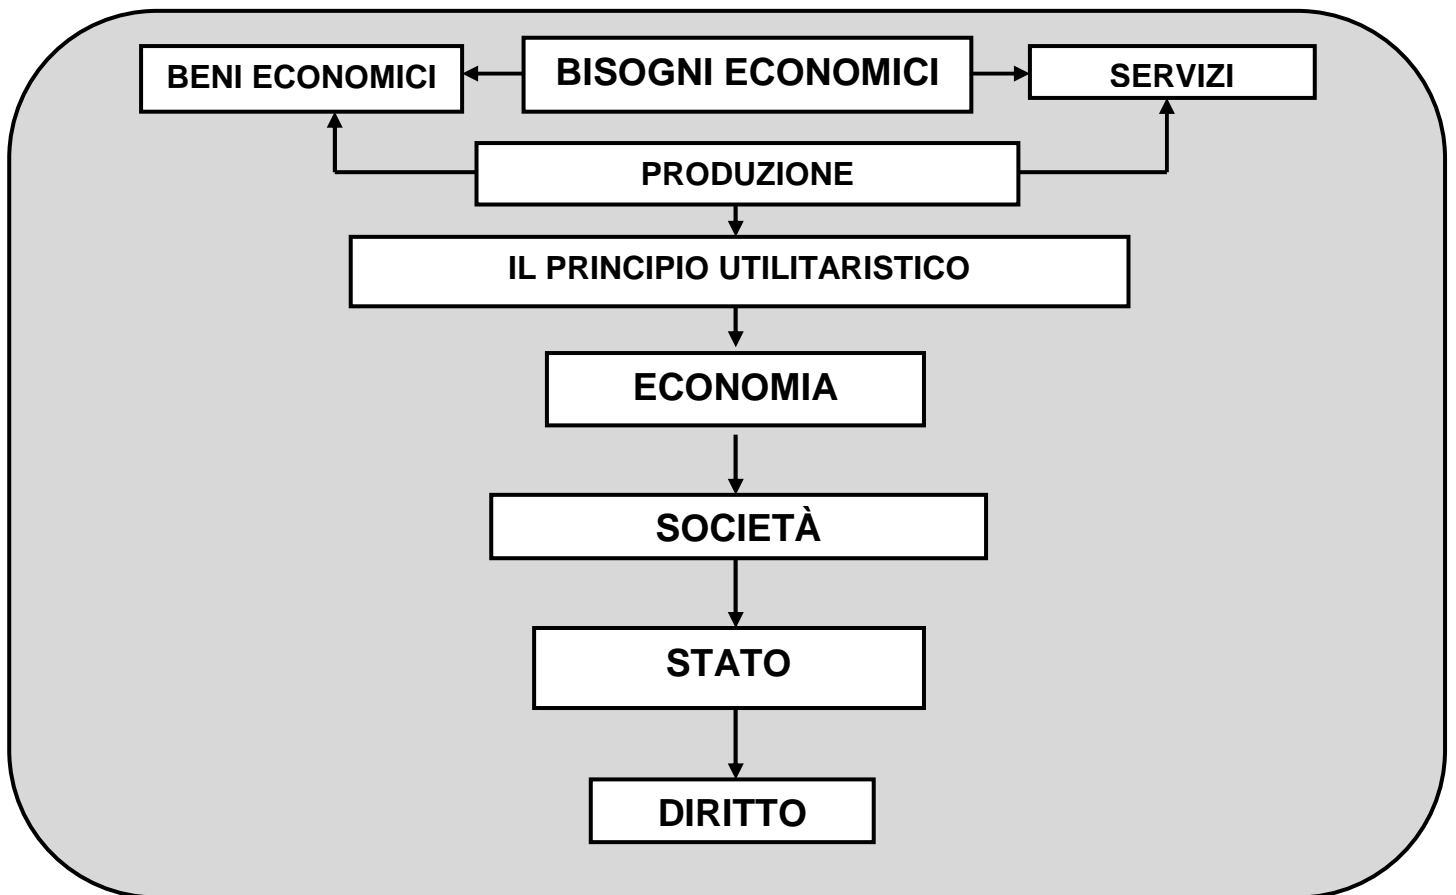 BENI ECONOMICI
BISOGNI ECONOMICI
SERVIZI
PRODUZIONE
IL PRINCIPIO UTILITARISTICO
ECONOMIA
SOCIETÀ
STATO
DIRITTO